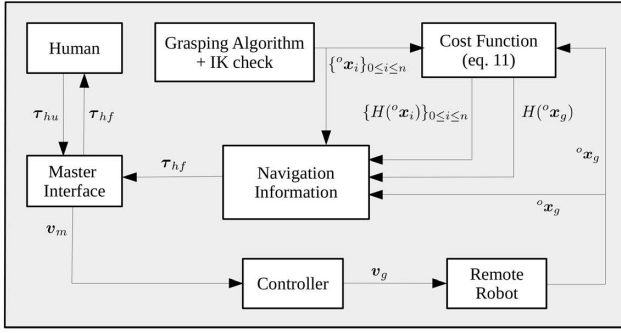 Human
Grasping Algorithm
+ IK check
Cost Function
(eq. 11)
{ᵒ𝒙ᵢ}₀≤ᵢ≤ₙ
{H(ᵒ𝒙ᵢ)}₀≤ᵢ≤ₙ
H(ᵒ𝒙_g)
𝝉_hu
𝝉_hf
Master
Interface
𝝉_hf
Navigation
Information
ᵒ𝒙_g
ᵒ𝒙_g
𝒗_m
Controller
𝒗_g
Remote
Robot